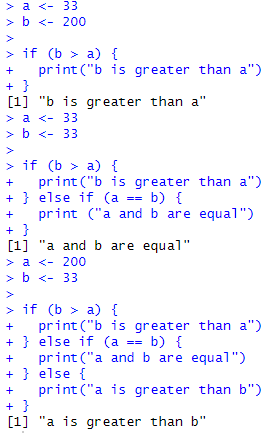 > a <- 33
> b <- 200
>
> if (b > a) {
+   print("b is greater than a")
+ }
[1] "b is greater than a"
> a <- 33
> b <- 33
>
> if (b > a) {
+   print("b is greater than a")
+ } else if (a == b) {
+   print ("a and b are equal")
+ }
[1] "a and b are equal"
> a <- 200
> b <- 33
>
> if (b > a) {
+   print("b is greater than a")
+ } else if (a == b) {
+   print("a and b are equal")
+ } else {
+   print("a is greater than b")
+ }
[1] "a is greater than b"